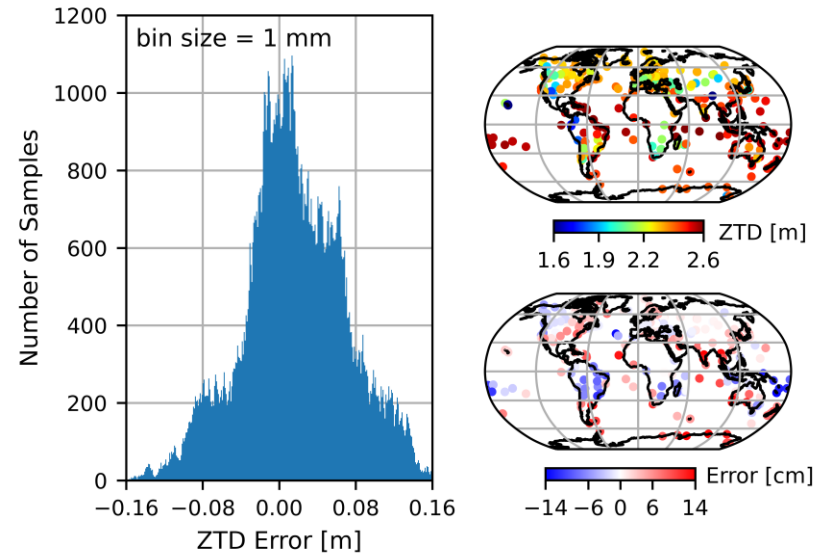 bin size = 1 mm
1200
1000
800
600
400
200
0
Number of Samples
−0.16 −0.08 0.00 0.08 0.16
ZTD Error [m]
ZTD [m]
1.6 1.9 2.2 2.6
Error [cm]
−14 −6 0 6 14